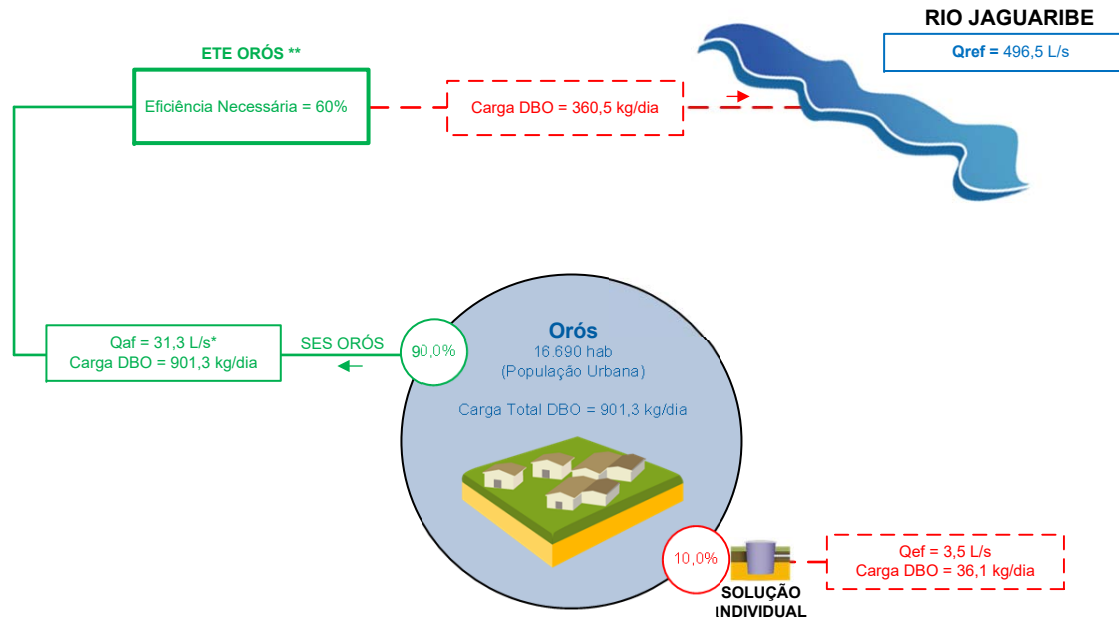 RIO JAGUARIBE
Qref = 496,5 L/s
ETE ORÓS **
Eficiência Necessária = 60%
Carga DBO = 360,5 kg/dia
Qaf = 31,3 L/s*
Carga DBO = 901,3 kg/dia
SES ORÓS
90,0%
Orós
16.690 hab
(População Urbana)
Carga Total DBO = 901,3 kg/dia
10,0%
SOLUÇÃO
INDIVIDUAL
Qef = 3,5 L/s
Carga DBO = 36,1 kg/dia